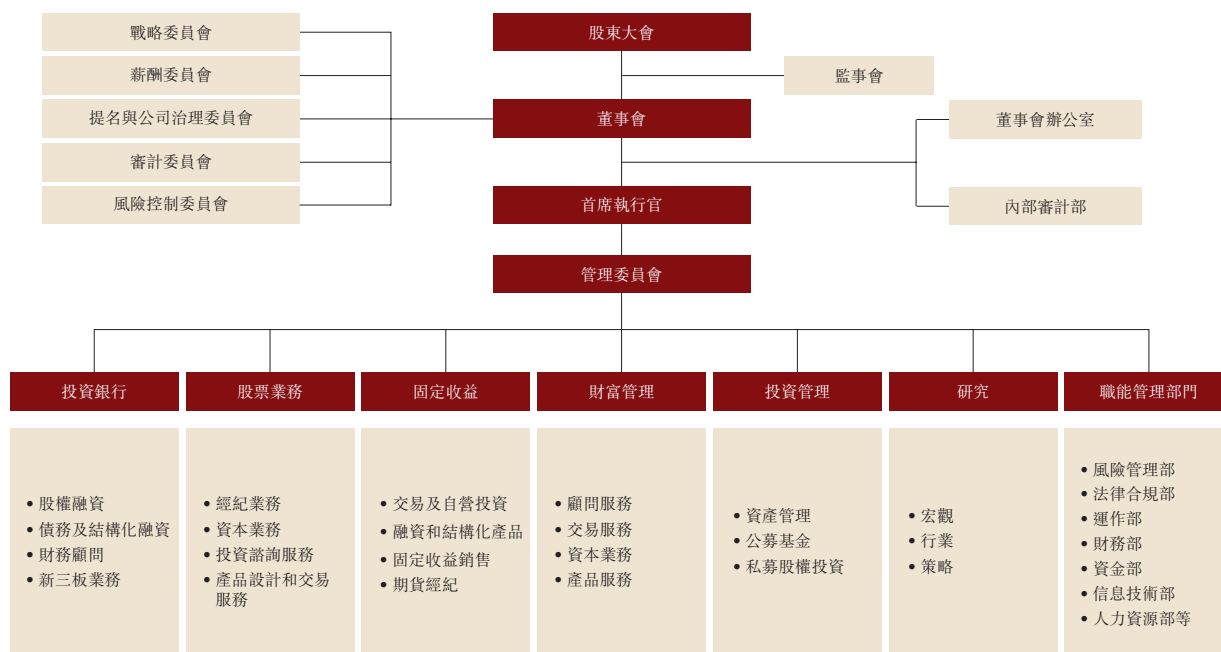 戰略委員會
薪酬委員會
提名與公司治理委員會
審計委員會
風險控制委員會
股東大會
監事會
董事會
董事會辦公室
內部審計部
首席執行官
管理委員會
投資銀行
• 股權融資
• 債務及結構化融資
• 財務顧問
• 新三板業務
股票業務
• 經紀業務
• 資本業務
• 投資諮詢服務
• 產品設計和交易
服務
固定收益
• 交易及自營投資
• 融資和結構化產品
• 固定收益銷售
• 期貨經紀
財富管理
• 顧問服務
• 交易服務
• 資本業務
• 產品服務
投資管理
• 資產管理
• 公募基金
• 私募股權投資
研究
• 宏觀
• 行業
• 策略
職能管理部門
• 風險管理部
• 法律合規部
• 運作部
• 財務部
• 資金部
• 信息技術部
• 人力資源部等